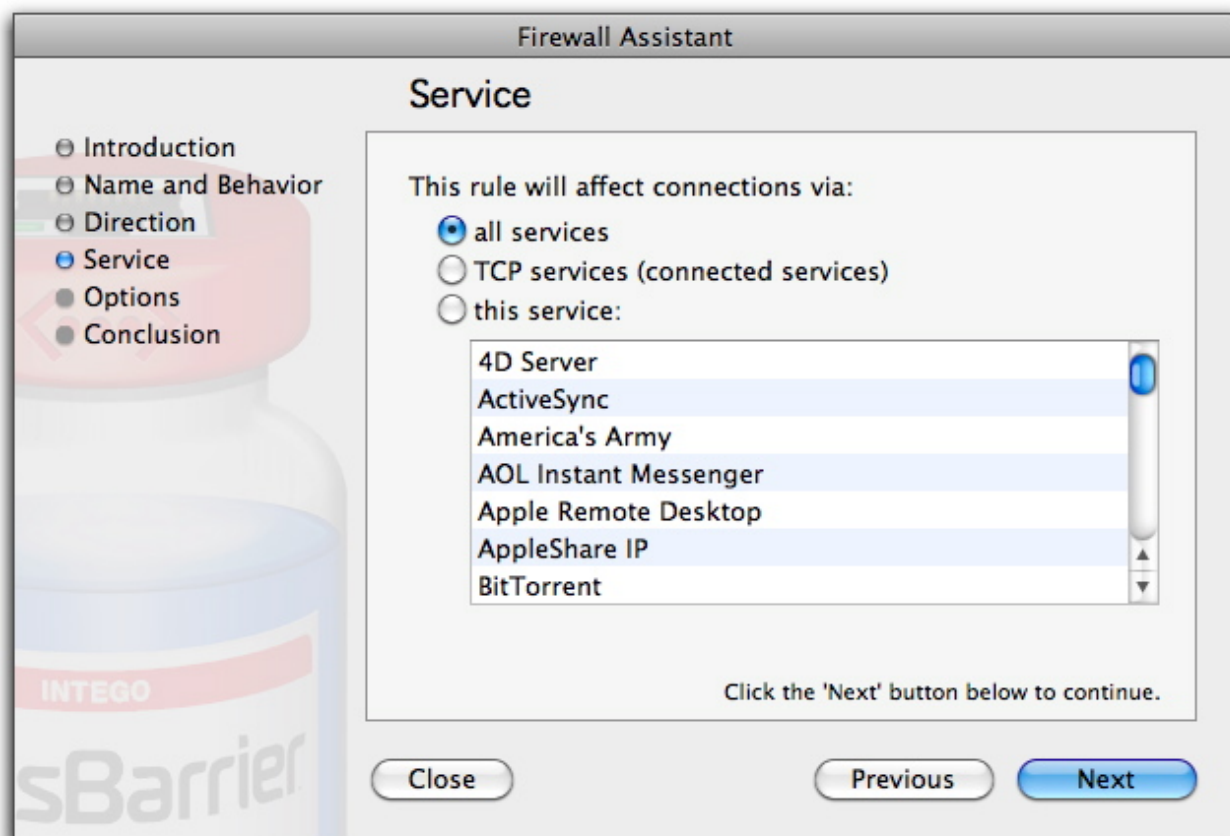 Firewall Assistant
Service
Introduction
Name and Behavior
Direction
Service
Options
Conclusion
This rule will affect connections via:
all services
TCP services (connected services)
this service:
4D Server
ActiveSync
America's Army
AOL Instant Messenger
Apple Remote Desktop
AppleShare IP
BitTorrent
Click the 'Next' button below to continue.
INTEGO
sBarrier
Close
Previous
Next